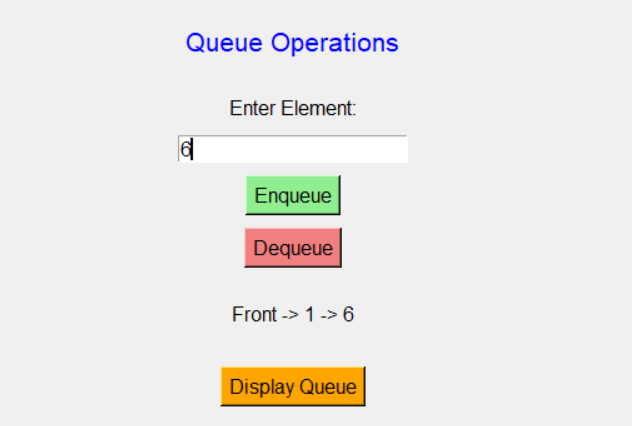 Queue Operations
Enter Element:
6
Enqueue
Dequeue
Front -> 1 -> 6
Display Queue